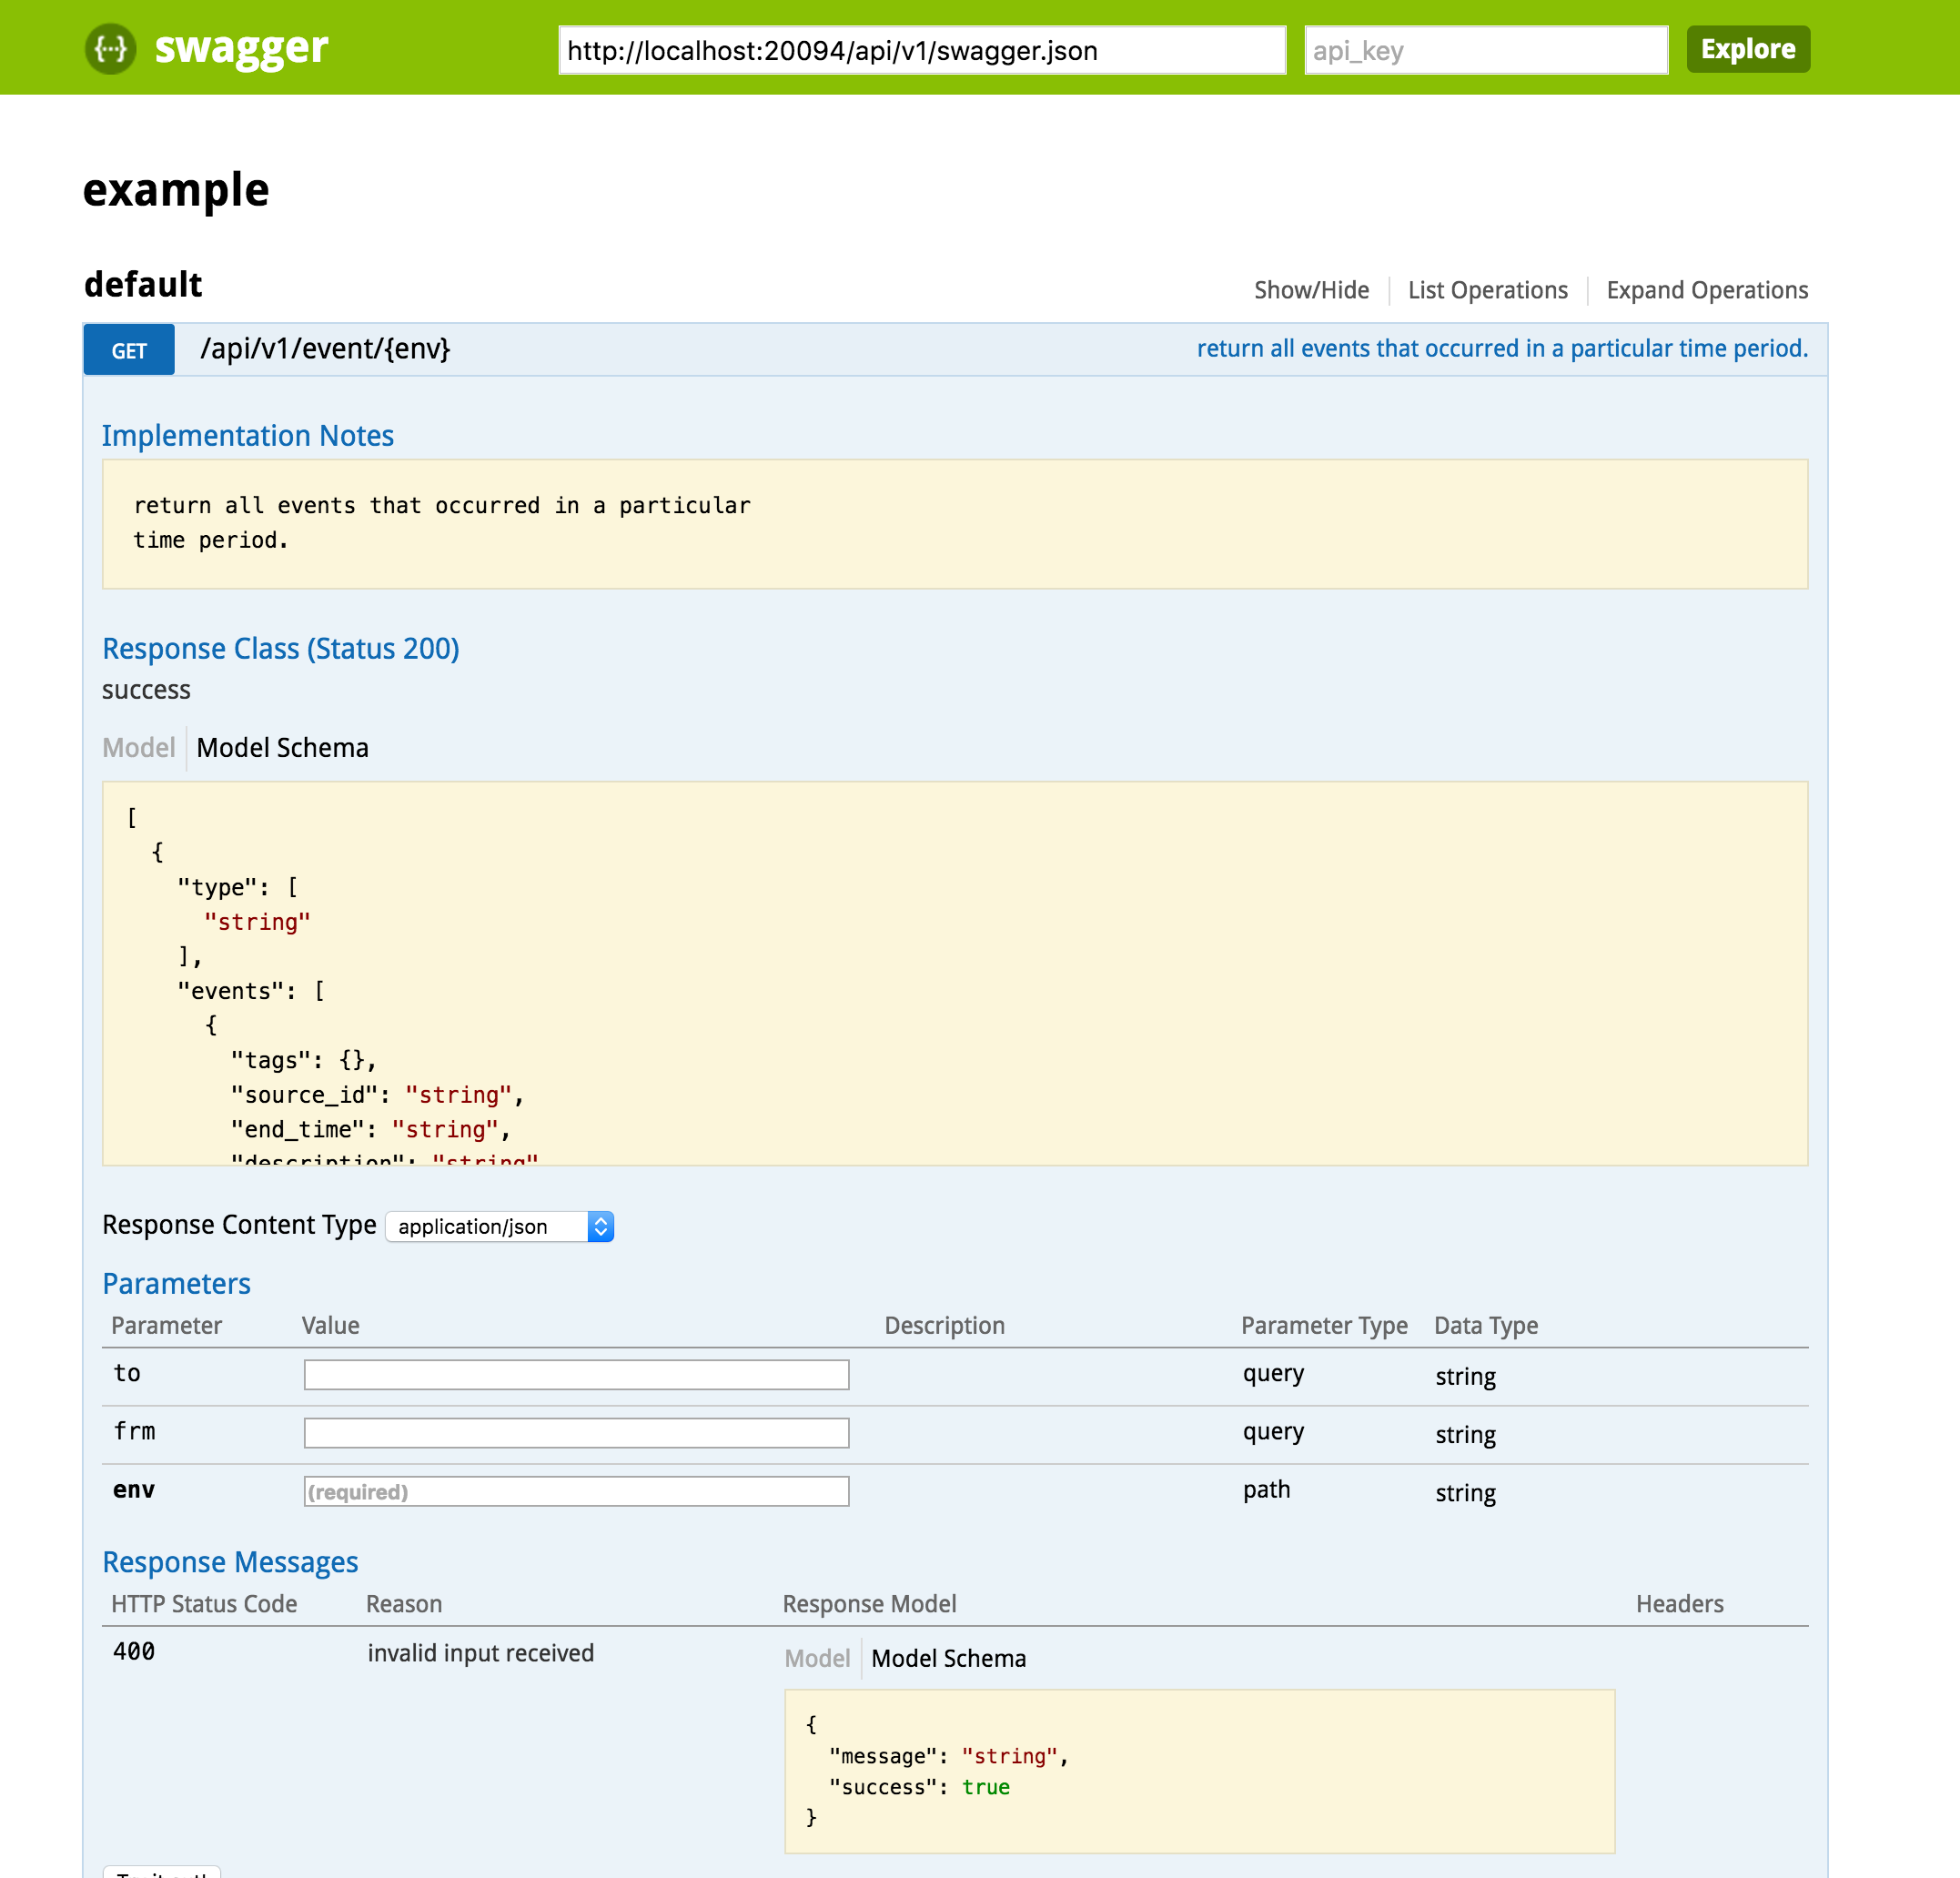 {···} swagger http://localhost:20094/api/v1/swagger.json api_key Explore
example
default Show/Hide List Operations Expand Operations
GET /api/v1/event/{env} return all events that occurred in a particular time period.
Implementation Notes
return all events that occurred in a particular
time period.
Response Class (Status 200)
success
Model Model Schema
[
{
"type": [
"string"
],
"events": [
{
"tags": {},
"source_id": "string",
"end_time": "string",
"description": "string"
Response Content Type application/json
Parameters
Parameter Value Description Parameter Type Data Type
to query string
frm query string
env (required) path string
Response Messages
HTTP Status Code Reason Response Model Headers
400 invalid input received Model Model Schema
{
"message": "string",
"success": true
}